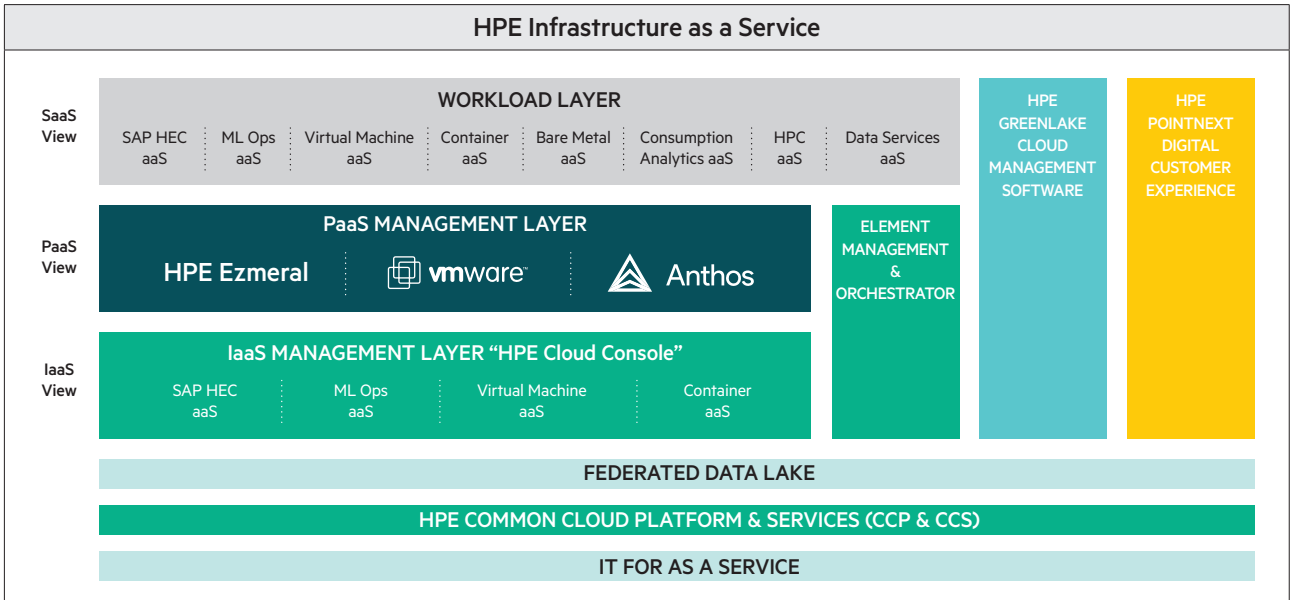 HPE Infrastructure as a Service
SaaS
View
WORKLOAD LAYER
SAP HEC
aaS
ML Ops
aaS
Virtual Machine
aaS
Container
aaS
Bare Metal
aaS
Consumption
Analytics aaS
HPC
aaS
Data Services
aaS
HPE
GREENLAKE
CLOUD
MANAGEMENT
SOFTWARE
HPE
POINTNEXT
DIGITAL
CUSTOMER
EXPERIENCE
PaaS
View
PaaS MANAGEMENT LAYER
HPE Ezmeral
vmware™
Anthos
ELEMENT
MANAGEMENT
&
ORCHESTRATOR
IaaS
View
IaaS MANAGEMENT LAYER “HPE Cloud Console”
SAP HEC
aaS
ML Ops
aaS
Virtual Machine
aaS
Container
aaS
FEDERATED DATA LAKE
HPE COMMON CLOUD PLATFORM & SERVICES (CCP & CCS)
IT FOR AS A SERVICE